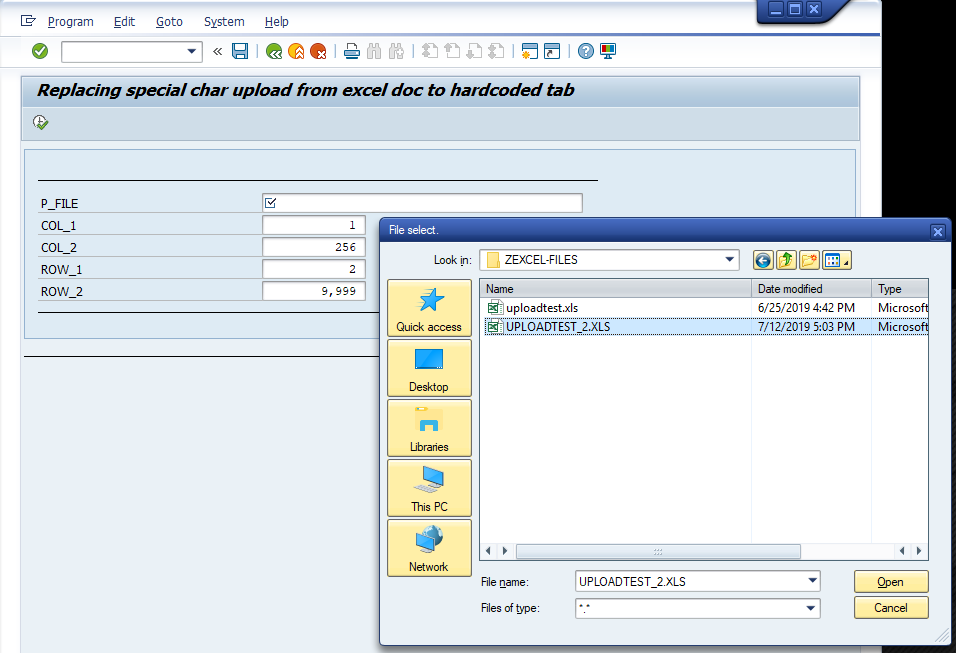 Program Edit Goto System Help
Replacing special char upload from excel doc to hardcoded tab
P_FILE
COL_1 1
COL_2 256
ROW_1 2
ROW_2 9,999
File select.
Look in: ZEXCEL-FILES
Name Date modified Type
uploadtest.xls 6/25/2019 4:42 PM Microsoft
UPLOADTEST_2.XLS 7/12/2019 5:03 PM Microsoft
Quick access
Desktop
Libraries
This PC
Network
File name: UPLOADTEST_2.XLS Open
Files of type: *.* Cancel